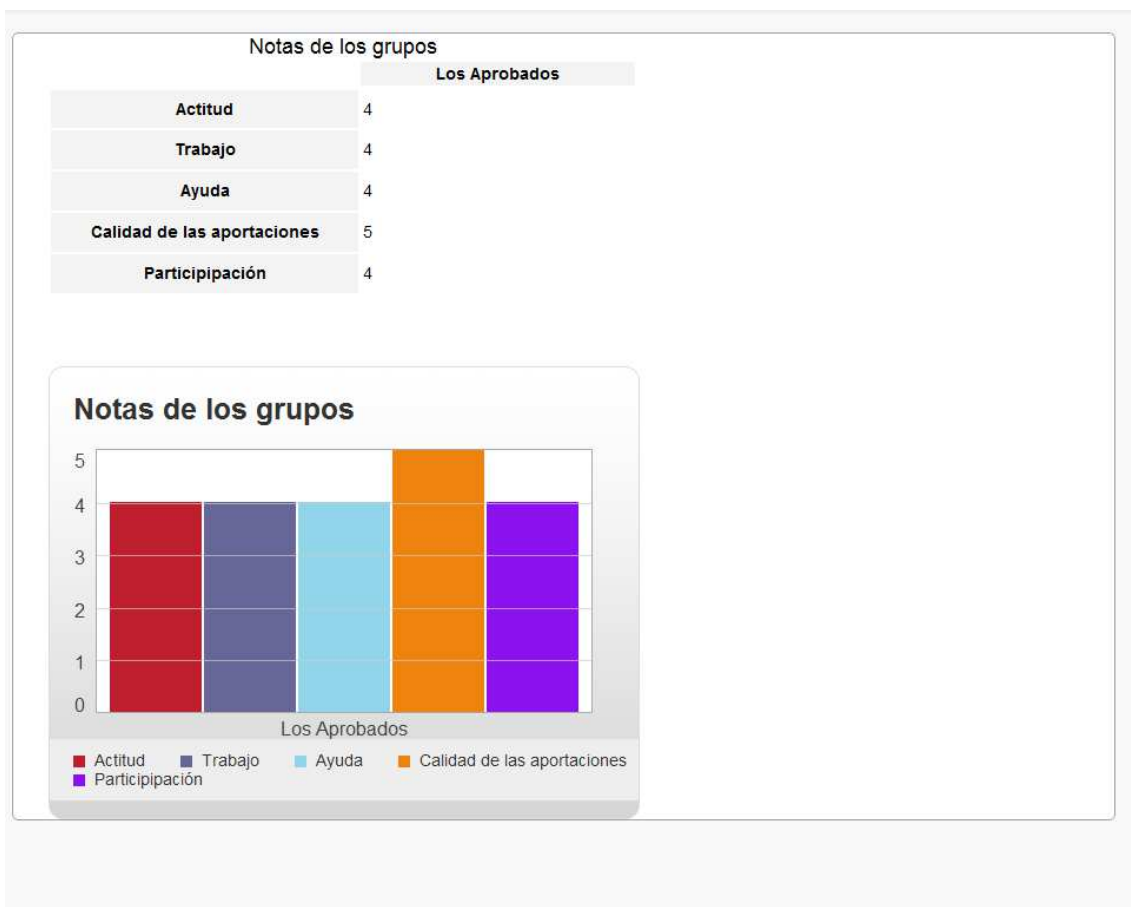 Notas de los grupos
Los Aprobados
Actitud 4
Trabajo 4
Ayuda 4
Calidad de las aportaciones 5
Participipación 4
Notas de los grupos
5
4
3
2
1
0
Los Aprobados
Actitud Trabajo Ayuda Calidad de las aportaciones
Participipación